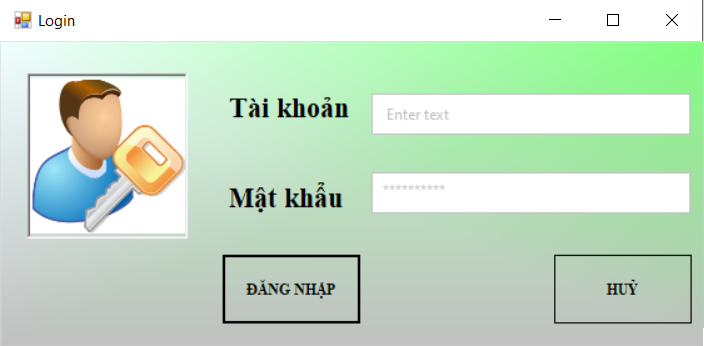 Login
Tài khoản
Enter text
Mật khẩu
**********
ĐĂNG NHẬP
HUỶ